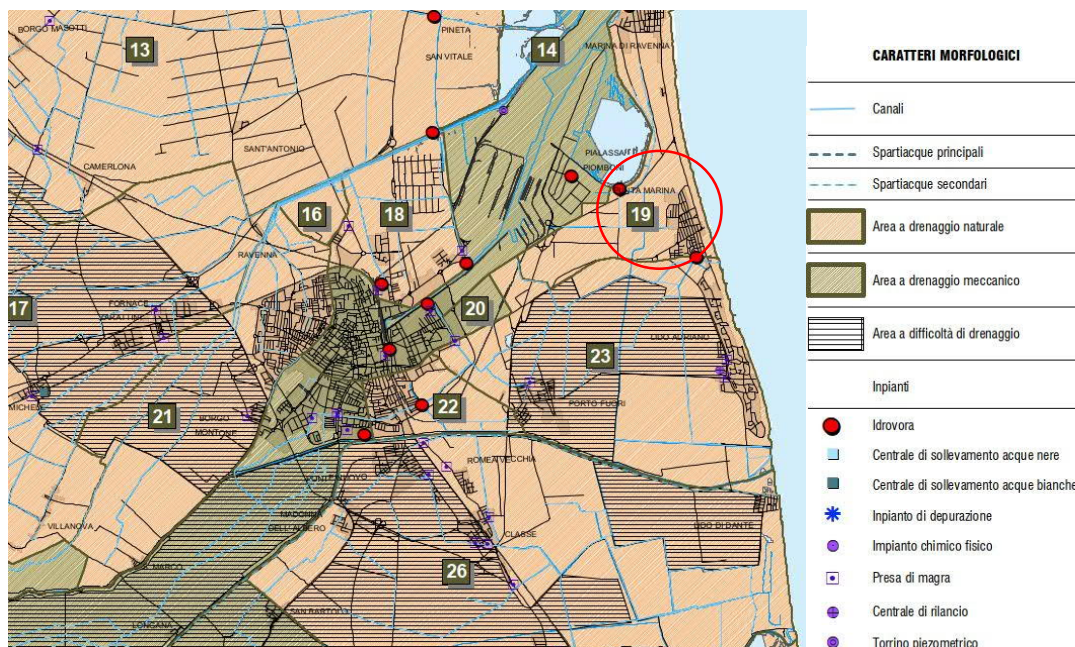 BORGO MASOTTI
13
PINETA
SAN VITALE
14
MARINA DI RAVENNA
CAMERLONA
SANT'ANTONIO
PIALASSA
PIOMBONI
16
18
19
MARINA
RAVENNA
17
FORNACE
20
23
LIDO ADRIANO
MICHELE
21
BORGO
MONTONE
22
PORTO FUORI
ROMEA VECCHIA
VILLANOVA
MADONNA
DELL'ALBERO
LIDO DI DANTE
CLASSE
26
S. MARCO
SAN BARTOLO
LONGANA
CARATTERI MORFOLOGICI
Canali
Spartiacque principali
Spartiacque secondari
Area a drenaggio naturale
Area a drenaggio meccanico
Area a difficoltà di drenaggio
Inpianti
Idrovora
Centrale di sollevamento acque nere
Centrale di sollevamento acque bianche
Inpianto di depurazione
Impianto chimico fisico
Presa di magra
Centrale di rilancio
Torrino piezometrico